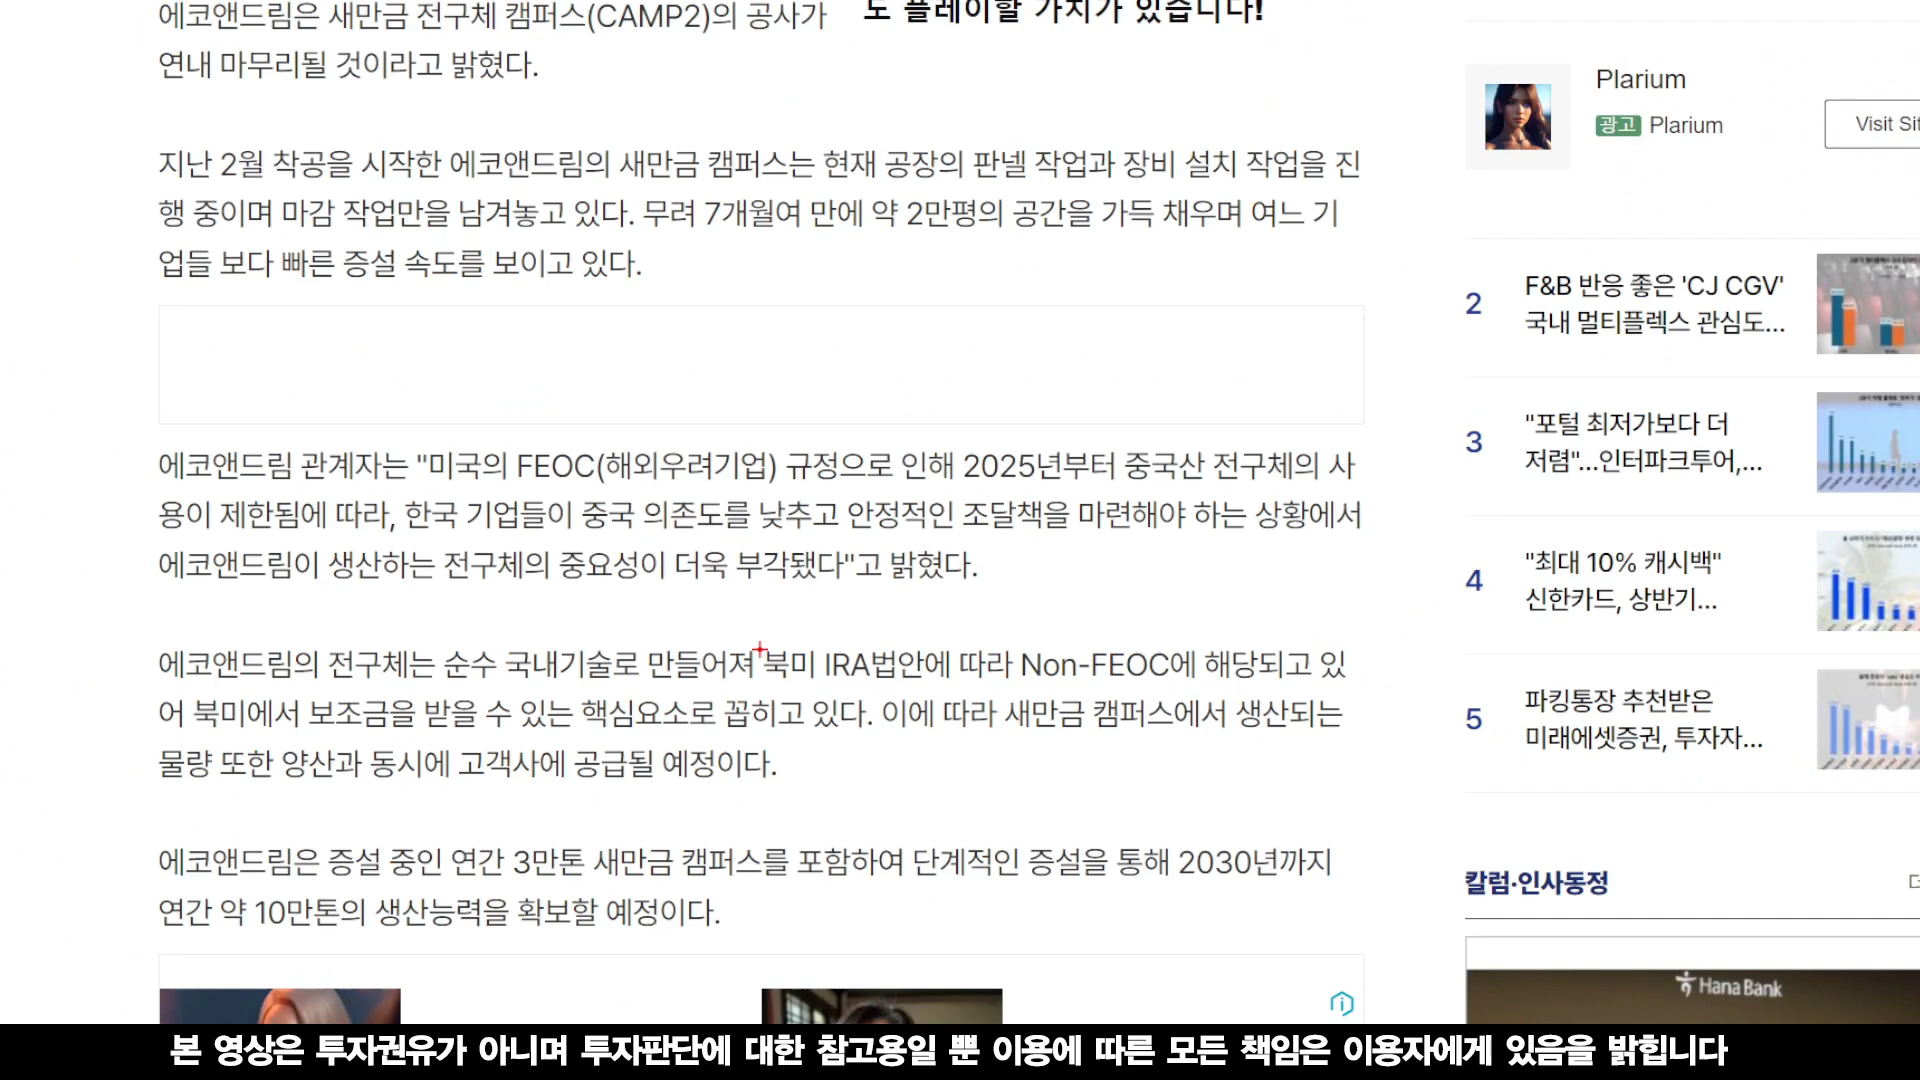 에코앤드림은 새만금 전구체 캠퍼스(CAMP2)의 공사가
연내 마무리될 것이라고 밝혔다.
도 플레이할 가치가 있습니다!
지난 2월 착공을 시작한 에코앤드림의 새만금 캠퍼스는 현재 공장의 판넬 작업과 장비 설치 작업을 진
행 중이며 마감 작업만을 남겨놓고 있다. 무려 7개월여 만에 약 2만평의 공간을 가득 채우며 여느 기
업들 보다 빠른 증설 속도를 보이고 있다.
에코앤드림 관계자는 "미국의 FEOC(해외우려기업) 규정으로 인해 2025년부터 중국산 전구체의 사
용이 제한됨에 따라, 한국 기업들이 중국 의존도를 낮추고 안정적인 조달책을 마련해야 하는 상황에서
에코앤드림이 생산하는 전구체의 중요성이 더욱 부각됐다"고 밝혔다.
에코앤드림의 전구체는 순수 국내기술로 만들어져 북미 IRA법안에 따라 Non-FEOC에 해당되고 있
어 북미에서 보조금을 받을 수 있는 핵심요소로 꼽히고 있다. 이에 따라 새만금 캠퍼스에서 생산되는
물량 또한 양산과 동시에 고객사에 공급될 예정이다.
에코앤드림은 증설 중인 연간 3만톤 새만금 캠퍼스를 포함하여 단계적인 증설을 통해 2030년까지
연간 약 10만톤의 생산능력을 확보할 예정이다.
Plarium
광고 Plarium
Visit Sit
2
F&B 반응 좋은 'CJ CGV'
국내 멀티플렉스 관심도...
3
"포털 최저가보다 더
저렴"...인터파크투어,...
4
"최대 10% 캐시백"
신한카드, 상반기...
5
파킹통장 추천받은
미래에셋증권, 투자자...
칼럼·인사동정
Hana Bank
본 영상은 투자권유가 아니며 투자판단에 대한 참고용일 뿐 이용에 따른 모든 책임은 이용자에게 있음을 밝힙니다